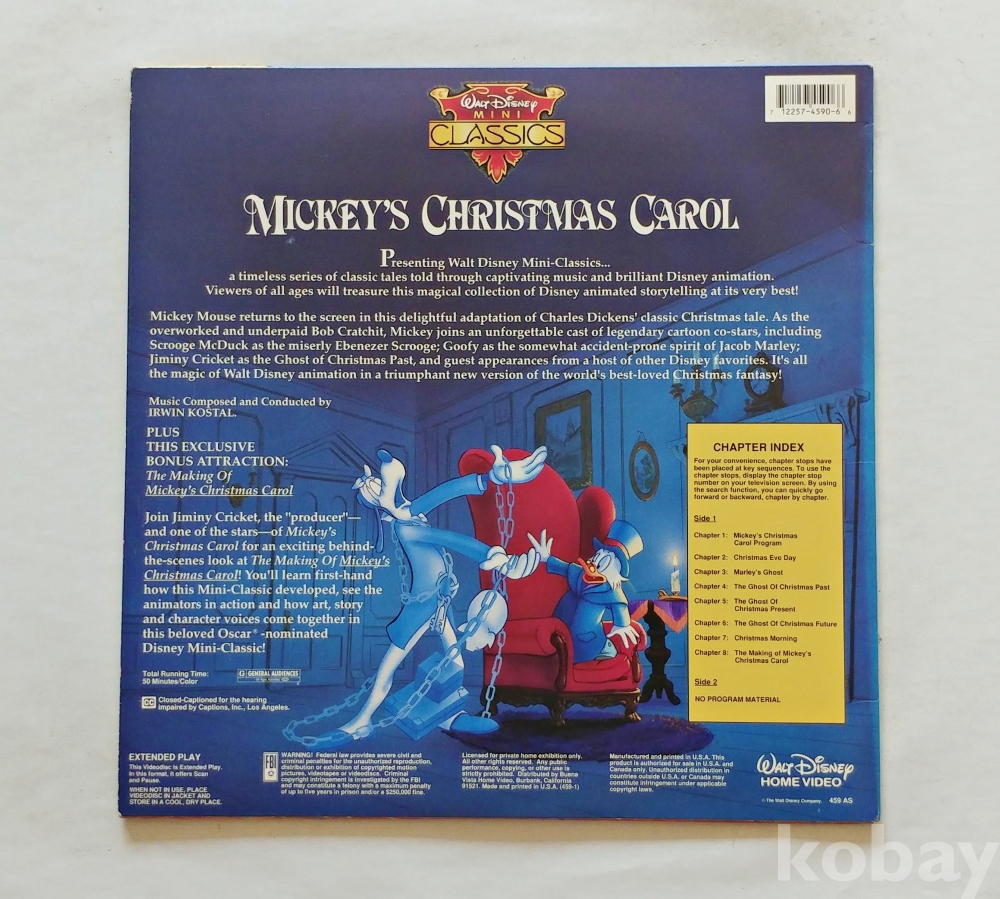 WALT DISNEY
MINI
CLASSICS
7 12257-4590-6 6
MICKEY'S CHRISTMAS CAROL
Presenting Walt Disney Mini-Classics...
a timeless series of classic tales told through captivating music and brilliant Disney animation.
Viewers of all ages will treasure this magical collection of Disney animated storytelling at its very best!
Mickey Mouse returns to the screen in this delightful adaptation of Charles Dickens' classic Christmas tale. As the
overworked and underpaid Bob Cratchit, Mickey joins an unforgettable cast of legendary cartoon co-stars, including
Scrooge McDuck as the miserly Ebenezer Scrooge; Goofy as the somewhat accident-prone spirit of Jacob Marley;
Jiminy Cricket as the Ghost of Christmas Past, and guest appearances from a host of other Disney favorites. It's all
the magic of Walt Disney animation in a triumphant new version of the world's best-loved Christmas fantasy!
Music Composed and Conducted by
IRWIN KOSTAL.
PLUS
THIS EXCLUSIVE
BONUS ATTRACTION:
The Making Of
Mickey's Christmas Carol
Join Jiminy Cricket, the "producer"—
and one of the stars—of Mickey's
Christmas Carol for an exciting behind-
the-scenes look at The Making Of Mickey's
Christmas Carol! You'll learn first-hand
how this Mini-Classic developed, see the
animators in action and how art, story
and character voices come together in
this beloved Oscar®-nominated
Disney Mini-Classic!
Total Running Time:
50 Minutes/Color
G GENERAL AUDIENCES
CC Closed-Captioned for the hearing
impaired by Captions, Inc., Los Angeles.
CHAPTER INDEX
For your convenience, chapter stops have
been placed at key sequences. To use the
chapter stops, display the chapter stop
number on your television screen. By using
the search function, you can quickly go
forward or backward, chapter by chapter.
Side 1
Chapter 1: Mickey's Christmas
Carol Program
Chapter 2: Christmas Eve Day
Chapter 3: Marley's Ghost
Chapter 4: The Ghost Of Christmas Past
Chapter 5: The Ghost Of
Christmas Present
Chapter 6: The Ghost Of Christmas Future
Chapter 7: Christmas Morning
Chapter 8: The Making of Mickey's
Christmas Carol
Side 2
NO PROGRAM MATERIAL
EXTENDED PLAY
This Videodisc is Extended Play.
In this format, it offers Scan
and Pause.
WHEN NOT IN USE, PLACE
VIDEODISC IN JACKET AND
STORE IN A COOL, DRY PLACE.
FBI
WARNING! Federal law provides severe civil and
criminal penalties for the unauthorized reproduction,
distribution or exhibition of copyrighted motion
pictures, videotapes or videodiscs. Criminal
copyright infringement is investigated by the FBI
and may constitute a felony with a maximum penalty
of up to five years in prison and/or a $250,000 fine.
Licensed for private home exhibition only.
All other rights reserved. Any public
performance, copying, or other use is
strictly prohibited. Distributed by Buena
Vista Home Video, Burbank, California
91521. Made and printed in U.S.A. (459-1)
Manufactured and printed in U.S.A. This
product is authorized for sale in U.S.A. and
Canada only. Unauthorized distribution in
countries outside U.S.A. or Canada may
constitute infringement under applicable
copyright laws.
WALT DISNEY
HOME VIDEO
© The Walt Disney Company. 459 AS
kobay